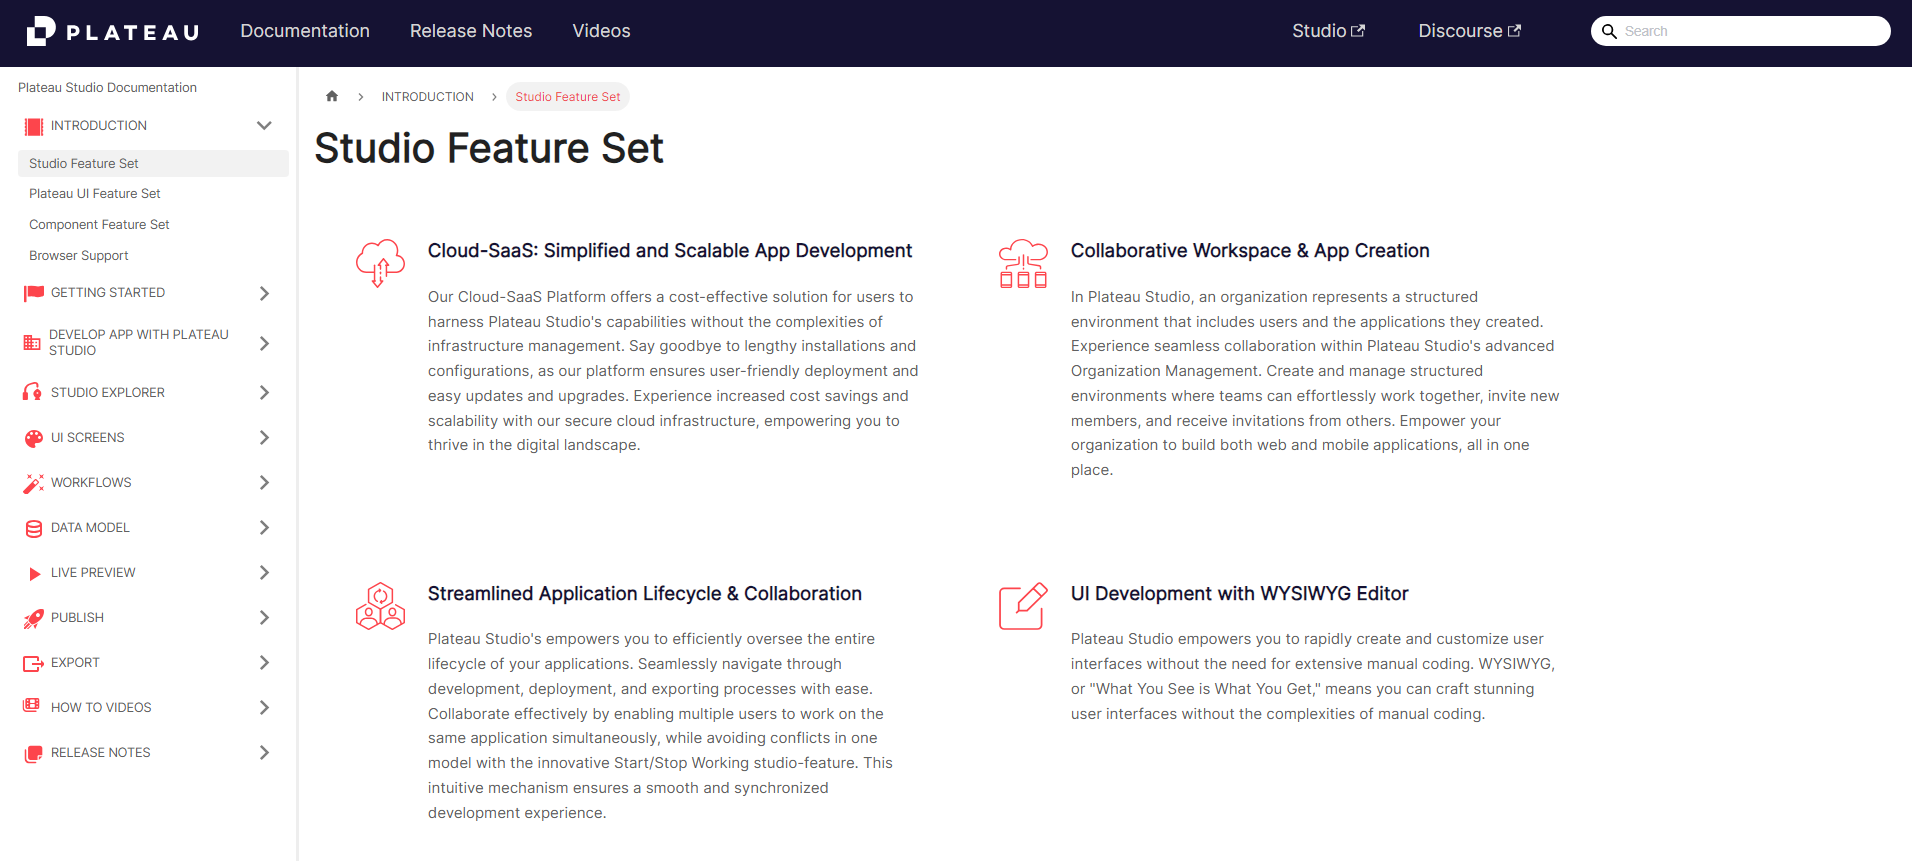 PLATEAU
Documentation
Release Notes
Videos
Studio
Discourse
Search
Plateau Studio Documentation
INTRODUCTION
Studio Feature Set
Plateau UI Feature Set
Component Feature Set
Browser Support
GETTING STARTED
DEVELOP APP WITH PLATEAU
STUDIO
STUDIO EXPLORER
UI SCREENS
WORKFLOWS
DATA MODEL
LIVE PREVIEW
PUBLISH
EXPORT
HOW TO VIDEOS
RELEASE NOTES
INTRODUCTION
Studio Feature Set
Studio Feature Set
Cloud-SaaS: Simplified and Scalable App Development
Our Cloud-SaaS Platform offers a cost-effective solution for users to
harness Plateau Studio's capabilities without the complexities of
infrastructure management. Say goodbye to lengthy installations and
configurations, as our platform ensures user-friendly deployment and
easy updates and upgrades. Experience increased cost savings and
scalability with our secure cloud infrastructure, empowering you to
thrive in the digital landscape.
Collaborative Workspace & App Creation
In Plateau Studio, an organization represents a structured
environment that includes users and the applications they created.
Experience seamless collaboration within Plateau Studio's advanced
Organization Management. Create and manage structured
environments where teams can effortlessly work together, invite new
members, and receive invitations from others. Empower your
organization to build both web and mobile applications, all in one
place.
Streamlined Application Lifecycle & Collaboration
Plateau Studio's empowers you to efficiently oversee the entire
lifecycle of your applications. Seamlessly navigate through
development, deployment, and exporting processes with ease.
Collaborate effectively by enabling multiple users to work on the
same application simultaneously, while avoiding conflicts in one
model with the innovative Start/Stop Working studio-feature. This
intuitive mechanism ensures a smooth and synchronized
development experience.
UI Development with WYSIWYG Editor
Plateau Studio empowers you to rapidly create and customize user
interfaces without the need for extensive manual coding. WYSIWYG,
or "What You See is What You Get," means you can craft stunning
user interfaces without the complexities of manual coding.